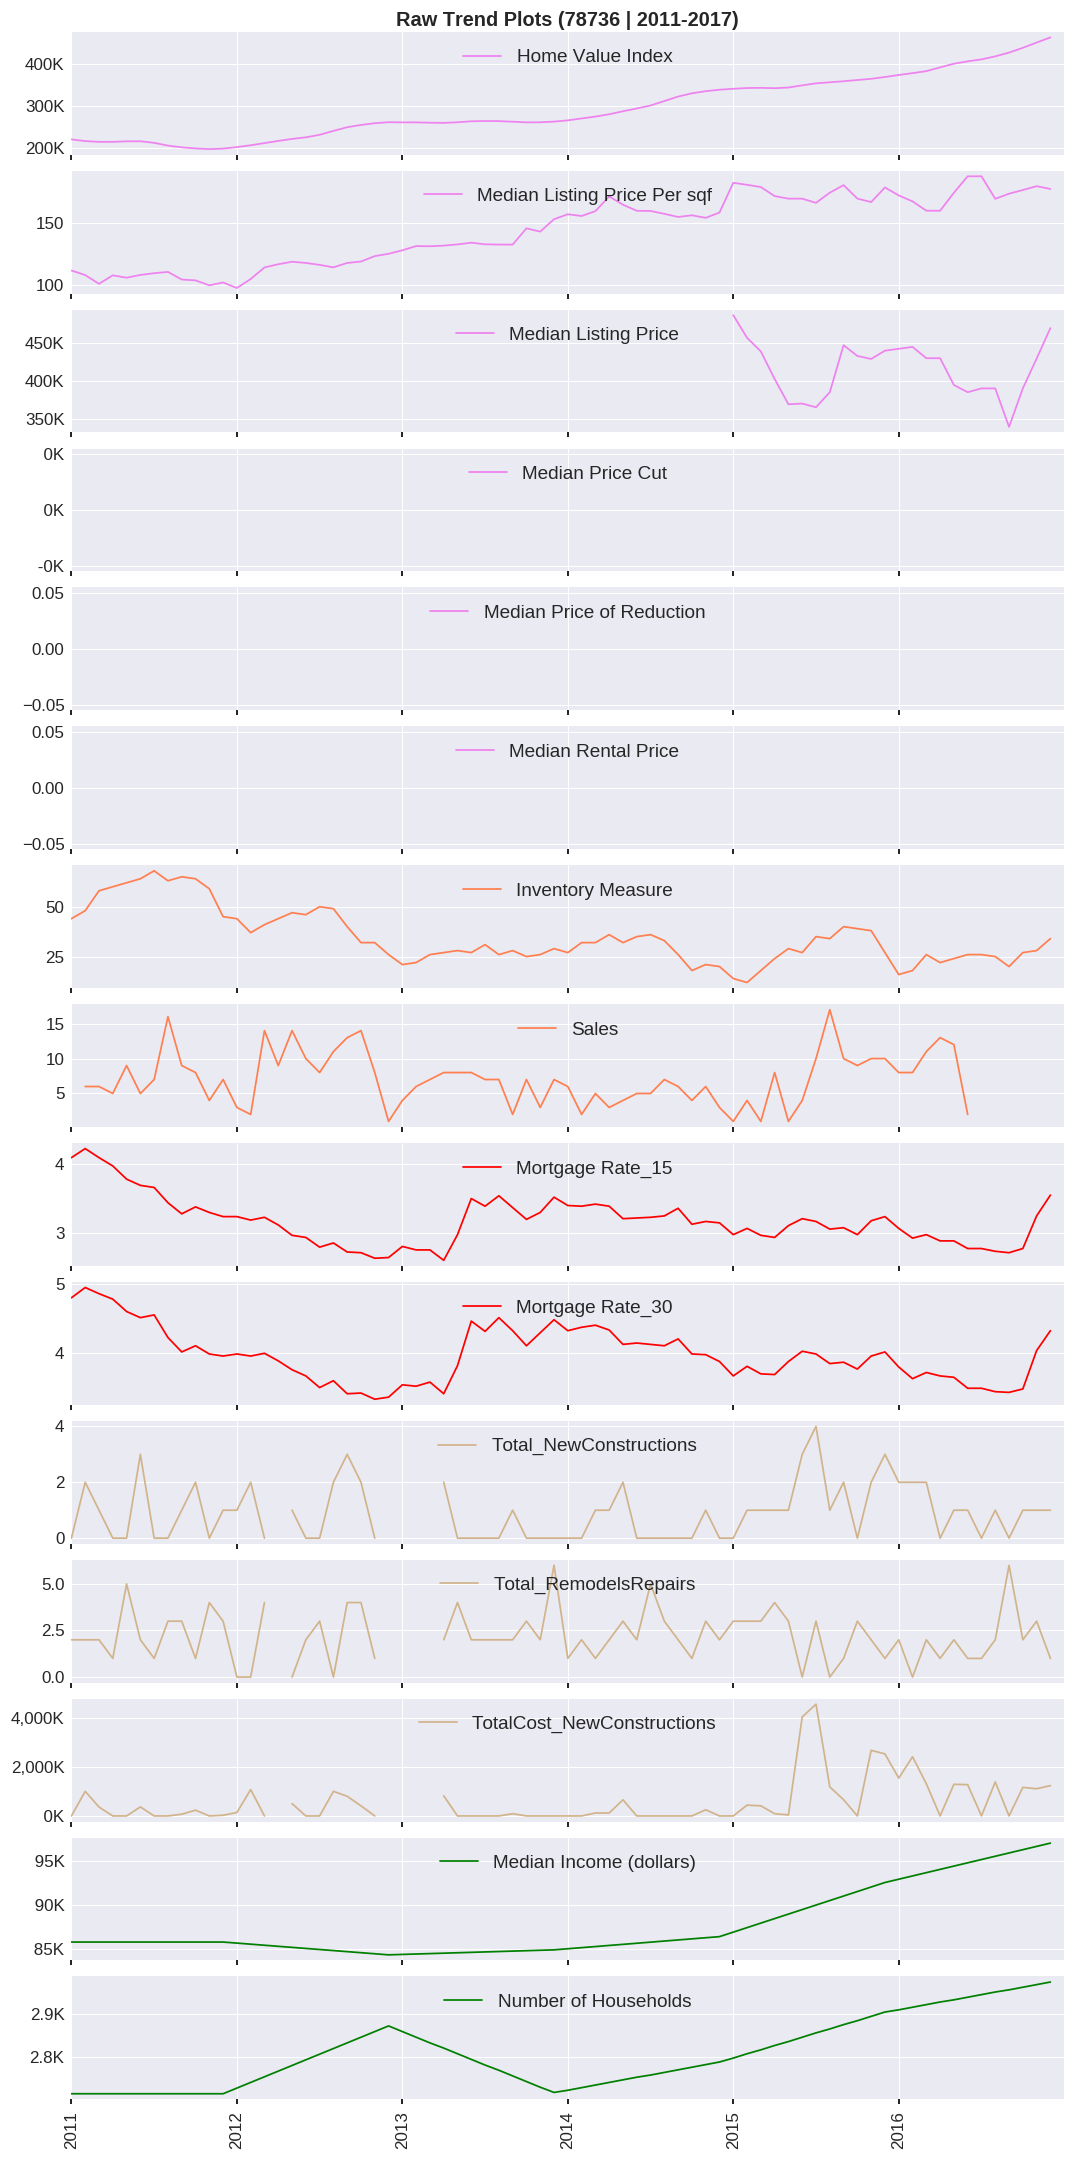 Raw Trend Plots (78736 | 2011-2017)
Home Value Index
400K
300K
200K
Median Listing Price Per sqf
150
100
Median Listing Price
450K
400K
350K
0K
Median Price Cut
0K
-0K
0.05
Median Price of Reduction
0.00
−0.05
0.05
Median Rental Price
0.00
−0.05
Inventory Measure
50
25
Sales
15
10
5
4
Mortgage Rate_15
3
5
Mortgage Rate_30
4
4
Total_NewConstructions
2
0
Total_RemodelsRepairs
5.0
2.5
0.0
4,000K
TotalCost_NewConstructions
2,000K
0K
95K
Median Income (dollars)
90K
85K
Number of Households
2.9K
2.8K
2011
2012
2013
2014
2015
2016